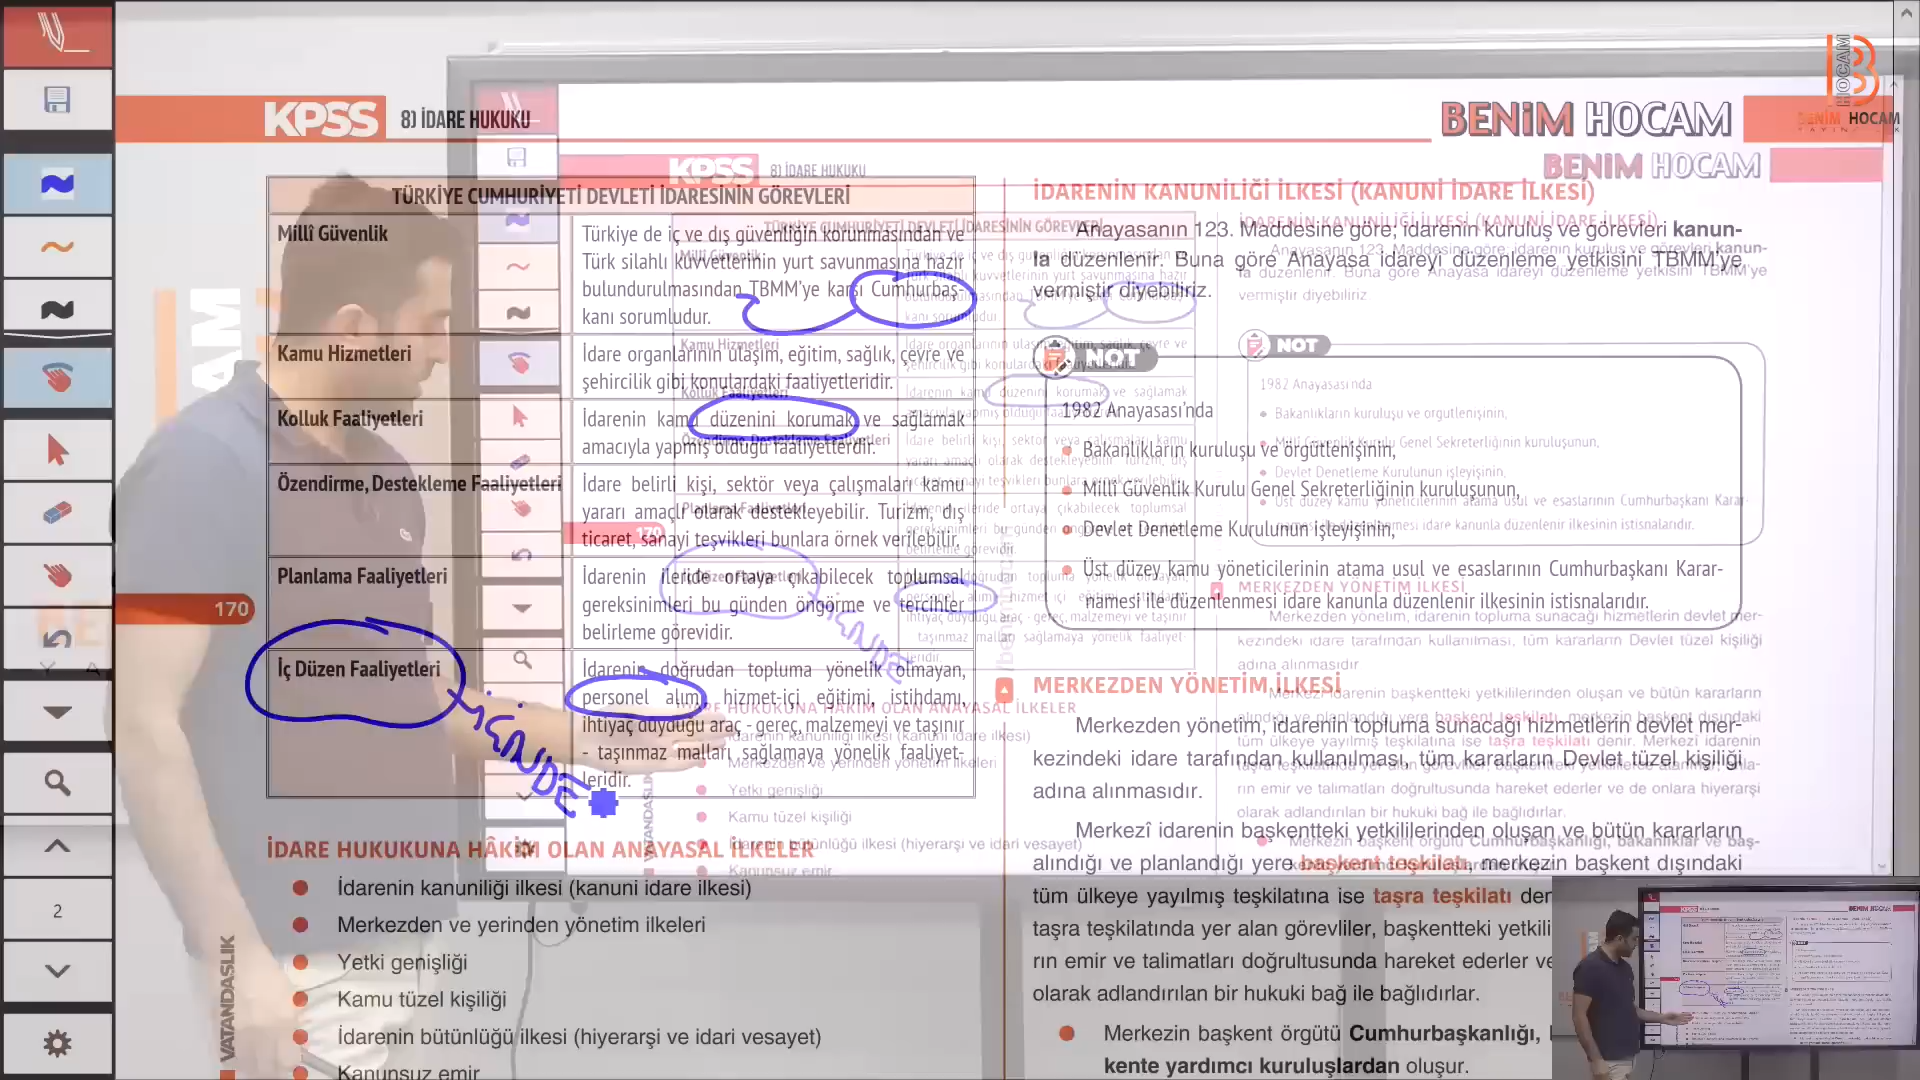 KPSS 8) İDARE HUKUKU
BENİM HOCAM
TÜRKİYE CUMHURİYETİ DEVLETİ İDARESİNİN GÖREVLERİ
Millî Güvenlik
Türkiye de iç ve dış güvenliğin korunmasından ve
Türk silahlı kuvvetlerinin yurt savunmasına hazır
bulundurulmasından TBMM'ye karşı Cumhurbaş-
kanı sorumludur.
Kamu Hizmetleri
İdare organlarının ulaşım, eğitim, sağlık, çevre ve
şehircilik gibi konulardaki faaliyetleridir.
Kolluk Faaliyetleri
İdarenin kamu düzenini korumak ve sağlamak
amacıyla yapmış olduğu faaliyetlerdir.
Özendirme, Destekleme Faaliyetleri
İdare belirli kişi, sektör veya çalışmaları kamu
yararı amaçlı olarak destekleyebilir. Turizm, dış
ticaret, sanayi teşvikleri bunlara örnek verilebilir.
Planlama Faaliyetleri
İdarenin ileride ortaya çıkabilecek toplumsal
gereksinimleri bu günden öngörme ve tercihler
belirleme görevidir.
170
İç Düzen Faaliyetleri
İdarenin doğrudan topluma yönelik olmayan,
personel alım, hizmet-içi eğitimi, istihdamı,
ihtiyaç duyduğu araç - gereç, malzemeyi ve taşınır
- taşınmaz malları sağlamaya yönelik faaliyet-
leridir.
İÇİNDE
İDARE HUKUKUNA HÂKİM OLAN ANAYASAL İLKELER
İdarenin kanuniliği ilkesi (kanuni idare ilkesi)
Merkezden ve yerinden yönetim ilkeleri
Yetki genişliği
Kamu tüzel kişiliği
İdarenin bütünlüğü ilkesi (hiyerarşi ve idari vesayet)
Kanunsuz emir
VATANDAŞLIK
2
İDARENİN KANUNİLİĞİ İLKESİ (KANUNİ İDARE İLKESİ)
Anayasanın 123. Maddesine göre; idarenin kuruluş ve görevleri kanun-
la düzenlenir. Buna göre Anayasa idareyi düzenleme yetkisini TBMM'ye
vermiştir diyebiliriz.
NOT
1982 Anayasası'nda
Bakanlıkların kuruluşu ve örgütlenişinin,
Millî Güvenlik Kurulu Genel Sekreterliğinin kuruluşunun,
Devlet Denetleme Kurulunun işleyişinin,
Üst düzey kamu yöneticilerinin atama usul ve esaslarının Cumhurbaşkanı Karar-
namesi ile düzenlenmesi idare kanunla düzenlenir ilkesinin istisnalarıdır.
MERKEZDEN YÖNETİM İLKESİ
Merkezden yönetim, idarenin topluma sunacağı hizmetlerin devlet mer-
kezindeki idare tarafından kullanılması, tüm kararların Devlet tüzel kişiliği
adına alınmasıdır.
Merkezî idarenin başkentteki yetkililerinden oluşan ve bütün kararların
alındığı ve planlandığı yere başkent teşkilatı, merkezin başkent dışındaki
tüm ülkeye yayılmış teşkilatına ise taşra teşkilatı den
taşra teşkilatında yer alan görevliler, başkentteki yetkili
rın emir ve talimatları doğrultusunda hareket ederler ve
olarak adlandırılan bir hukuki bağ ile bağlıdırlar.
Merkezin başkent örgütü Cumhurbaşkanlığı,
kente yardımcı kuruluşlardan oluşur.